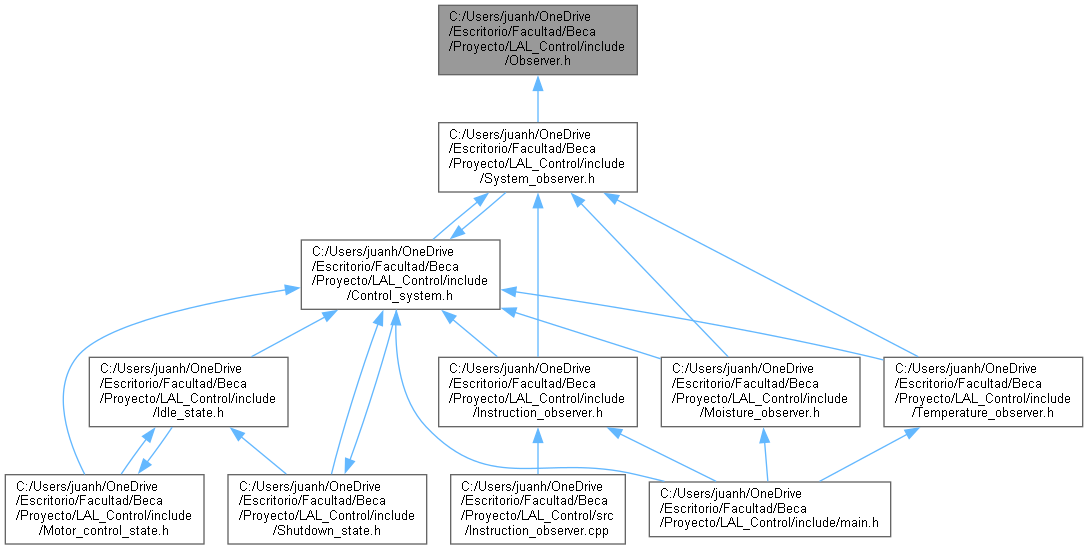 C:/Users/juanh/OneDrive
/Escritorio/Facultad/Beca
/Proyecto/LAL_Control/include
/Observer.h
C:/Users/juanh/OneDrive
/Escritorio/Facultad/Beca
/Proyecto/LAL_Control/include
/System_observer.h
C:/Users/juanh/OneDrive
/Escritorio/Facultad/Beca
/Proyecto/LAL_Control/include
/Control_system.h
C:/Users/juanh/OneDrive
/Escritorio/Facultad/Beca
/Proyecto/LAL_Control/include
/Idle_state.h
C:/Users/juanh/OneDrive
/Escritorio/Facultad/Beca
/Proyecto/LAL_Control/include
/Instruction_observer.h
C:/Users/juanh/OneDrive
/Escritorio/Facultad/Beca
/Proyecto/LAL_Control/include
/Moisture_observer.h
C:/Users/juanh/OneDrive
/Escritorio/Facultad/Beca
/Proyecto/LAL_Control/include
/Temperature_observer.h
C:/Users/juanh/OneDrive
/Escritorio/Facultad/Beca
/Proyecto/LAL_Control/include
/Motor_control_state.h
C:/Users/juanh/OneDrive
/Escritorio/Facultad/Beca
/Proyecto/LAL_Control/include
/Shutdown_state.h
C:/Users/juanh/OneDrive
/Escritorio/Facultad/Beca
/Proyecto/LAL_Control/src
/Instruction_observer.cpp
C:/Users/juanh/OneDrive
/Escritorio/Facultad/Beca
/Proyecto/LAL_Control/include/main.h